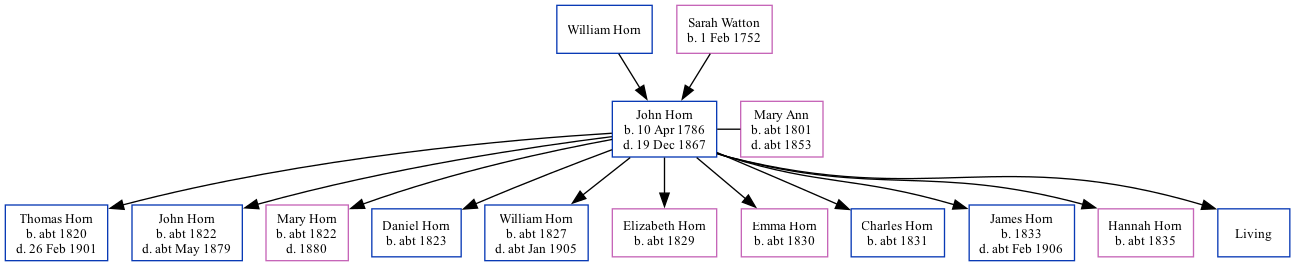 William Horn
Sarah Watton
b. 1 Feb 1752
John Horn
b. 10 Apr 1786
d. 19 Dec 1867
Mary Ann
b. abt 1801
d. abt 1853
Thomas Horn
b. abt 1820
d. 26 Feb 1901
John Horn
b. abt 1822
d. abt May 1879
Mary Horn
b. abt 1822
d. 1880
Daniel Horn
b. abt 1823
William Horn
b. abt 1827
d. abt Jan 1905
Elizabeth Horn
b. abt 1829
Emma Horn
b. abt 1830
Charles Horn
b. abt 1831
James Horn
b. 1833
d. abt Feb 1906
Hannah Horn
b. abt 1835
Living